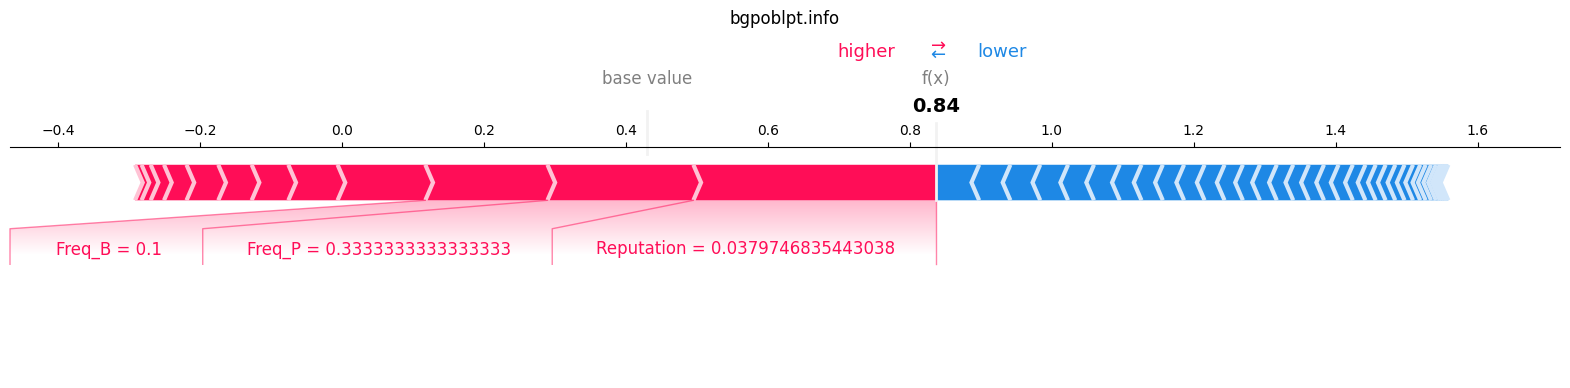 bgpoblpt.info
higher ⇄ lower
base value f(x)
0.84
−0.4 −0.2 0.0 0.2 0.4 0.6 0.8 1.0 1.2 1.4 1.6
Freq_B = 0.1 Freq_P = 0.3333333333333333 Reputation = 0.0379746835443038